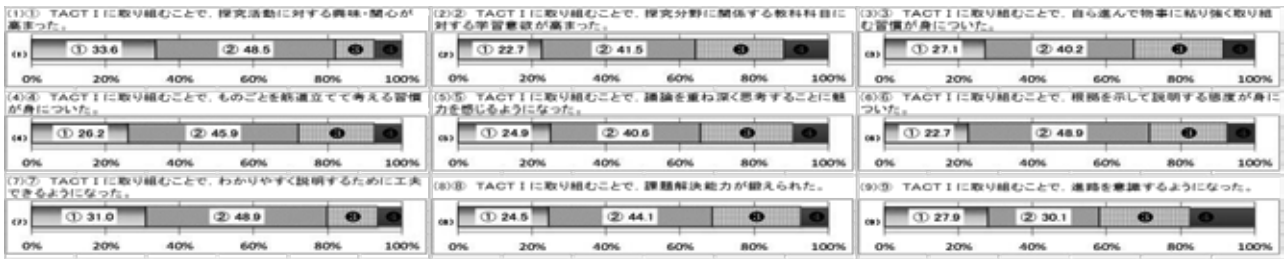 (1)① TACTⅠに取り組むことで、探究活動に対する興味・関心が
高まった。
(1) ① 33.6 ② 48.5 ❸ ❹
0% 20% 40% 60% 80% 100%
(2)② TACTⅠに取り組むことで、探究分野に関係する教科科目に
対する学習意欲が高まった。
(2) ① 22.7 ② 41.5 ❸ ❹
0% 20% 40% 60% 80% 100%
(3)③ TACTⅠに取り組むことで、自ら進んで物事に粘り強く取り組
む習慣が身についた。
(3) ① 27.1 ② 40.2 ❸ ❹
0% 20% 40% 60% 80% 100%
(4)④ TACTⅠに取り組むことで、ものごとを筋道立てて考える習慣
が身についた。
(4) ① 26.2 ② 45.9 ❸ ❹
0% 20% 40% 60% 80% 100%
(5)⑤ TACTⅠに取り組むことで、議論を重ね深く思考することに魅
力を感じるようになった。
(5) ① 24.9 ② 40.6 ❸ ❹
0% 20% 40% 60% 80% 100%
(6)⑥ TACTⅠに取り組むことで、根拠を示して説明する態度が身に
ついた。
(6) ① 22.7 ② 48.9 ❸ ❹
0% 20% 40% 60% 80% 100%
(7)⑦ TACTⅠに取り組むことで、わかりやすく説明するために工夫
できるようになった。
(7) ① 31.0 ② 48.9 ❸ ❹
0% 20% 40% 60% 80% 100%
(8)⑧ TACTⅠに取り組むことで、課題解決能力が鍛えられた。
(8) ① 24.5 ② 44.1 ❸ ❹
0% 20% 40% 60% 80% 100%
(9)⑨ TACTⅠに取り組むことで、進路を意識するようになった。
(9) ① 27.9 ② 30.1 ❸ ❹
0% 20% 40% 60% 80% 100%